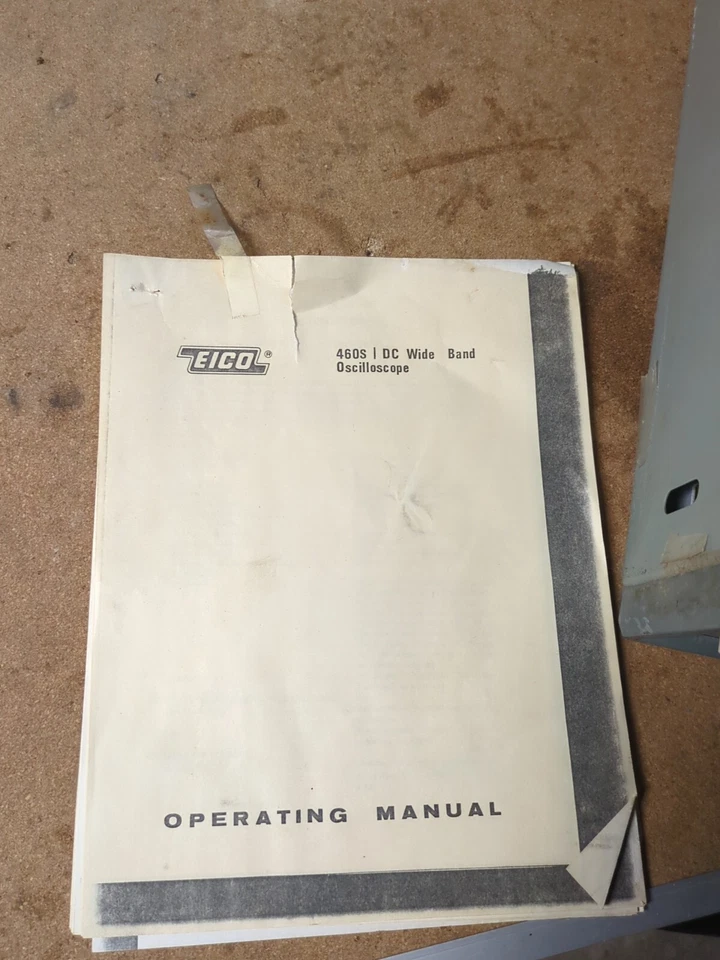 EICO®
460S | DC Wide Band
Oscilloscope
OPERATING MANUAL